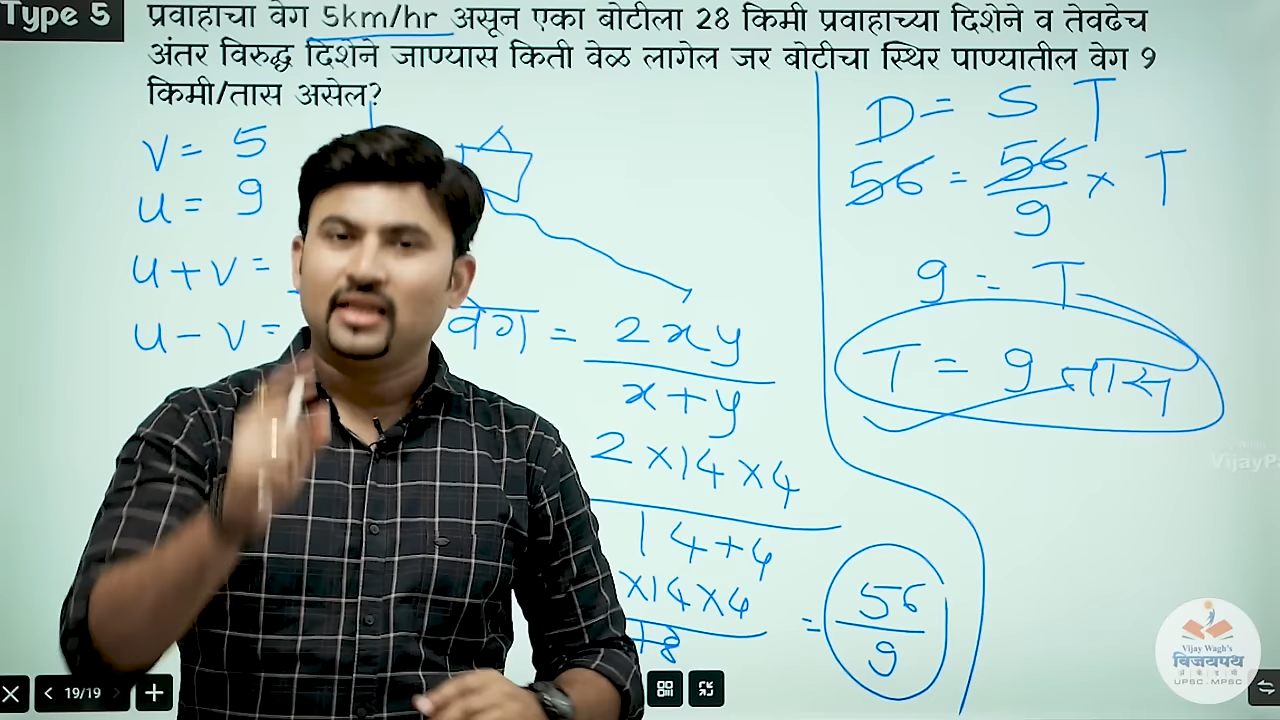 Type 5
प्रवाहाचा वेग 5km/hr असून एका बोटीला 28 किमी प्रवाहाच्या दिशेने व तेवढेच
अंतर विरुद्ध दिशेने जाण्यास किती वेळ लागेल जर बोटीचा स्थिर पाण्यातील वेग 9
किमी/तास असेल?
v = 5
u = 9
u+v=
u-v=
वेग = 2xy
x+y
2×14×4
14+4
×14×4
18
= 56
9
D = S T
56 = 56 × T
9
9 = T
T = 9 तास
19/19
Vijay Wagh's
विजयपथ
UPSC - MPSC